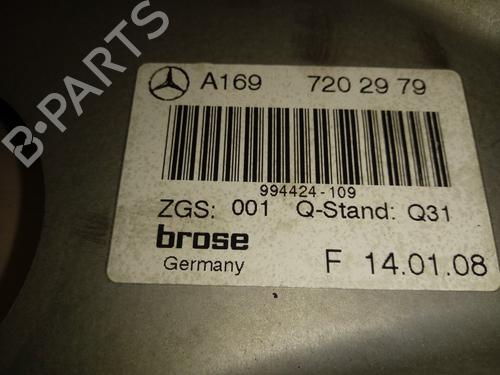 B-PARTS
A169 720 29 79
994424-109
ZGS: 001 Q-Stand: Q31
brose
Germany F 14.01.08